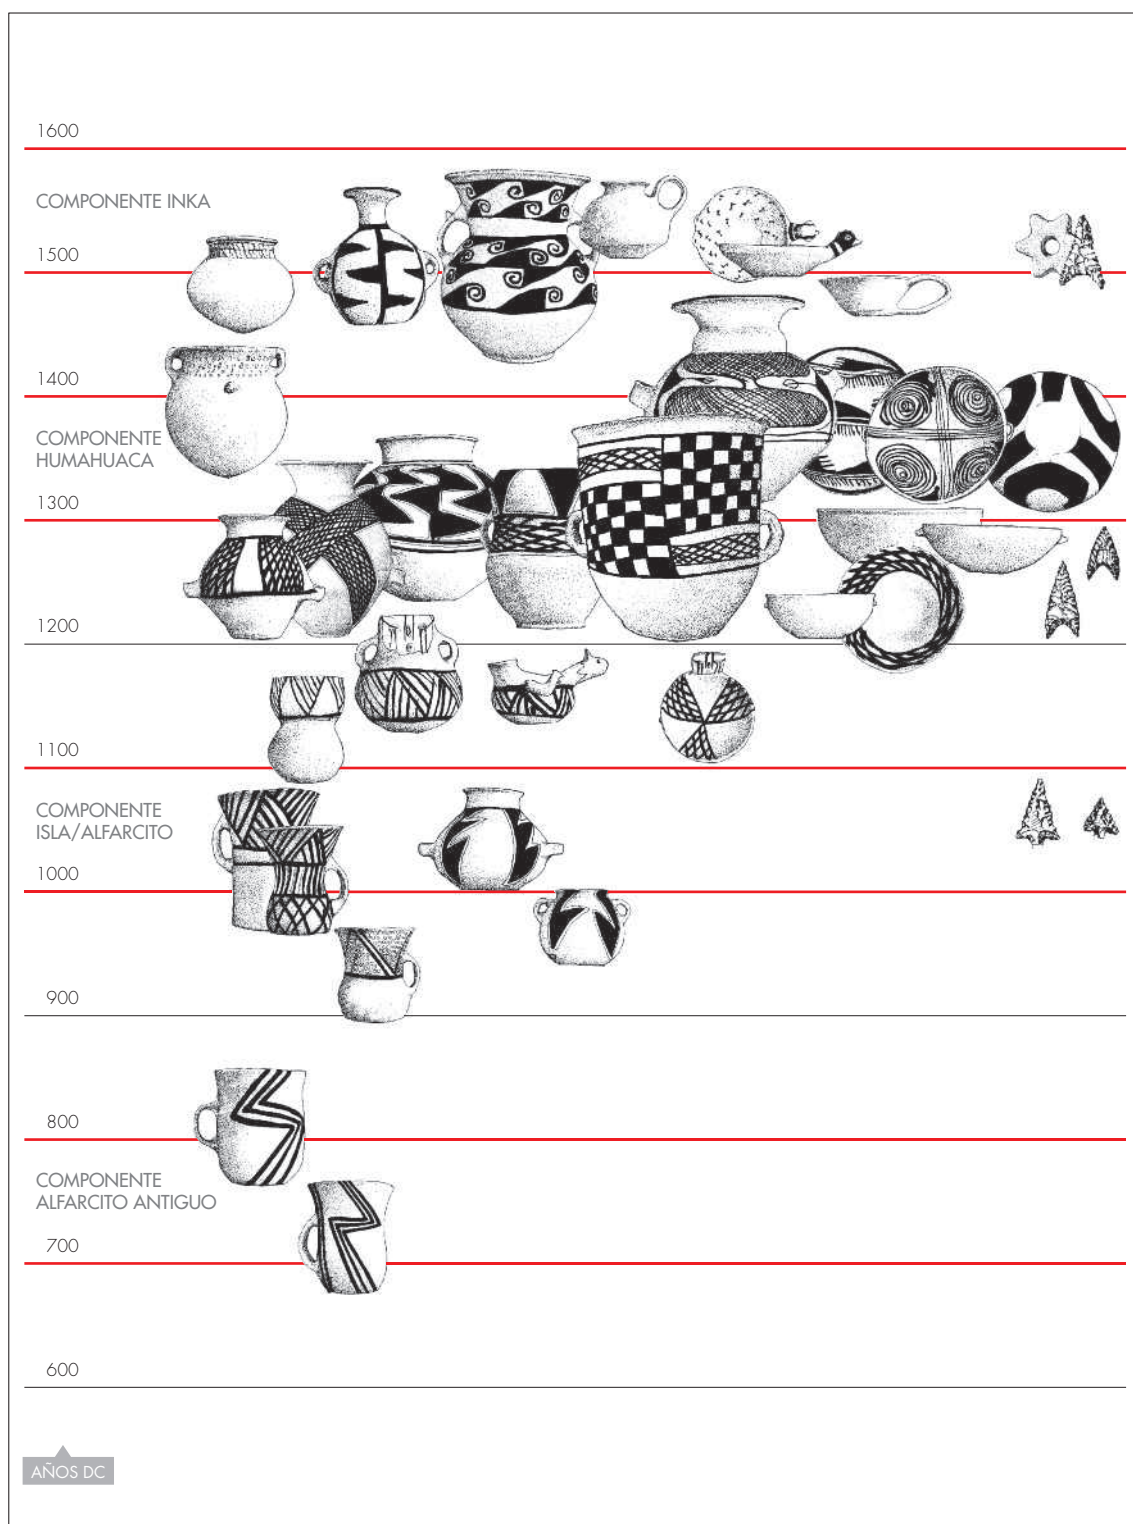 1600
COMPONENTE INKA
1500
1400
COMPONENTE
HUMAHUACA
1300
1200
1100
COMPONENTE
ISLA/ALFARCITO
1000
900
800
COMPONENTE
ALFARCITO ANTIGUO
700
600
AÑOS DC